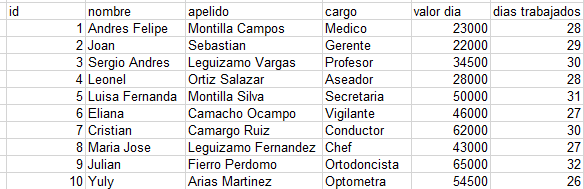 id nombre apelido cargo valor dia dias trabajados
1 Andres Felipe Montilla Campos Medico 23000 28
2 Joan Sebastian Gerente 22000 29
3 Sergio Andres Leguizamo Vargas Profesor 34500 30
4 Leonel Ortiz Salazar Aseador 28000 28
5 Luisa Fernanda Montilla Silva Secretaria 50000 31
6 Eliana Camacho Ocampo Vigilante 46000 27
7 Cristian Camargo Ruiz Conductor 62000 30
8 Maria Jose Leguizamo Fernandez Chef 43000 27
9 Julian Fierro Perdomo Ortodoncista 65000 32
10 Yuly Arias Martinez Optometra 54500 26